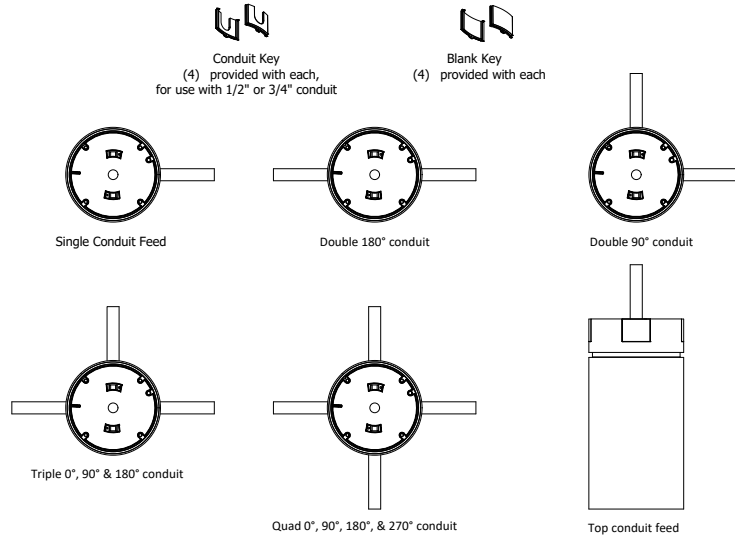 Conduit Key
(4) provided with each,
for use with 1/2" or 3/4" conduit
Blank Key
(4) provided with each
Single Conduit Feed
Double 180° conduit
Double 90° conduit
Triple 0°, 90° & 180° conduit
Quad 0°, 90°, 180°, & 270° conduit
Top conduit feed